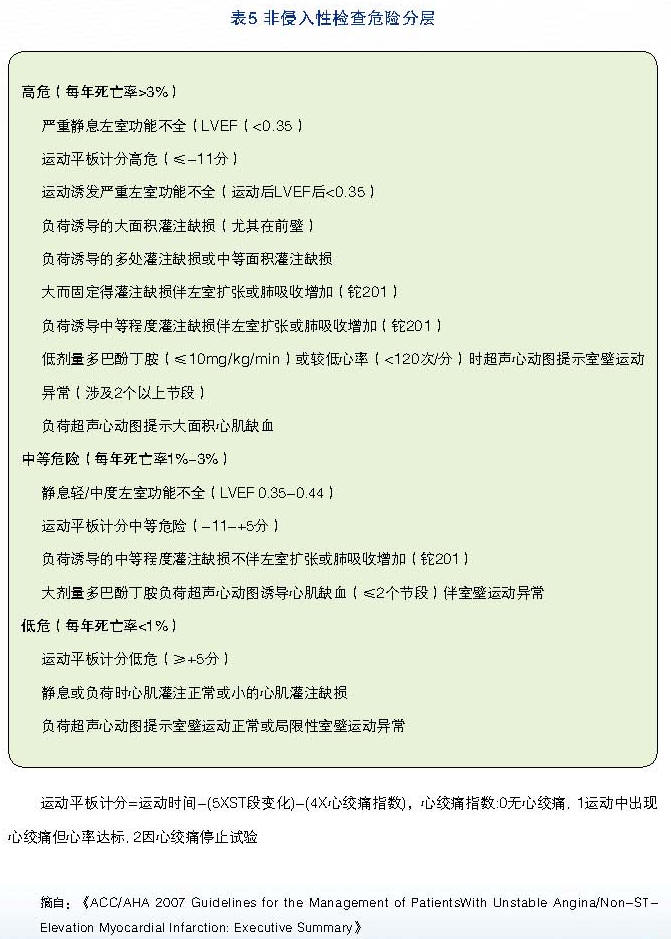 表5 非侵入性检查危险分层
高危（每年死亡率>3%）
严重静息左室功能不全（LVEF（<0.35）
运动平板计分高危（≤-11分）
运动诱发严重左室功能不全（运动后LVEF后<0.35）
负荷诱导的大面积灌注缺损（尤其在前壁）
负荷诱导的多处灌注缺损或中等面积灌注缺损
大而固定得灌注缺损伴左室扩张或肺吸收增加（铊201）
负荷诱导中等程度灌注缺损伴左室扩张或肺吸收增加（铊201）
低剂量多巴酚丁胺（≤10mg/kg/min）或较低心率（<120次/分）时超声心动图提示室壁运动
异常（涉及2个以上节段）
负荷超声心动图提示大面积心肌缺血
中等危险（每年死亡率1%-3%）
静息轻/中度左室功能不全（LVEF 0.35-0.44）
运动平板计分中等危险（-11-+5分）
负荷诱导的中等程度灌注缺损不伴左室扩张或肺吸收增加（铊201）
大剂量多巴酚丁胺负荷超声心动图诱导心肌缺血（≤2个节段）伴室壁运动异常
低危（每年死亡率<1%）
运动平板计分低危（≥+5分）
静息或负荷时心肌灌注正常或小的心肌灌注缺损
负荷超声心动图提示室壁运动正常或局限性室壁运动异常
运动平板计分=运动时间-(5XST段变化)-(4X心绞痛指数)，心绞痛指数:0无心绞痛, 1运动中出现
心绞痛但心率达标, 2因心绞痛停止试验
摘自：《ACC/AHA 2007 Guidelines for the Management of PatientsWith Unstable Angina/Non-ST-
Elevation Myocardial Infarction: Executive Summary》